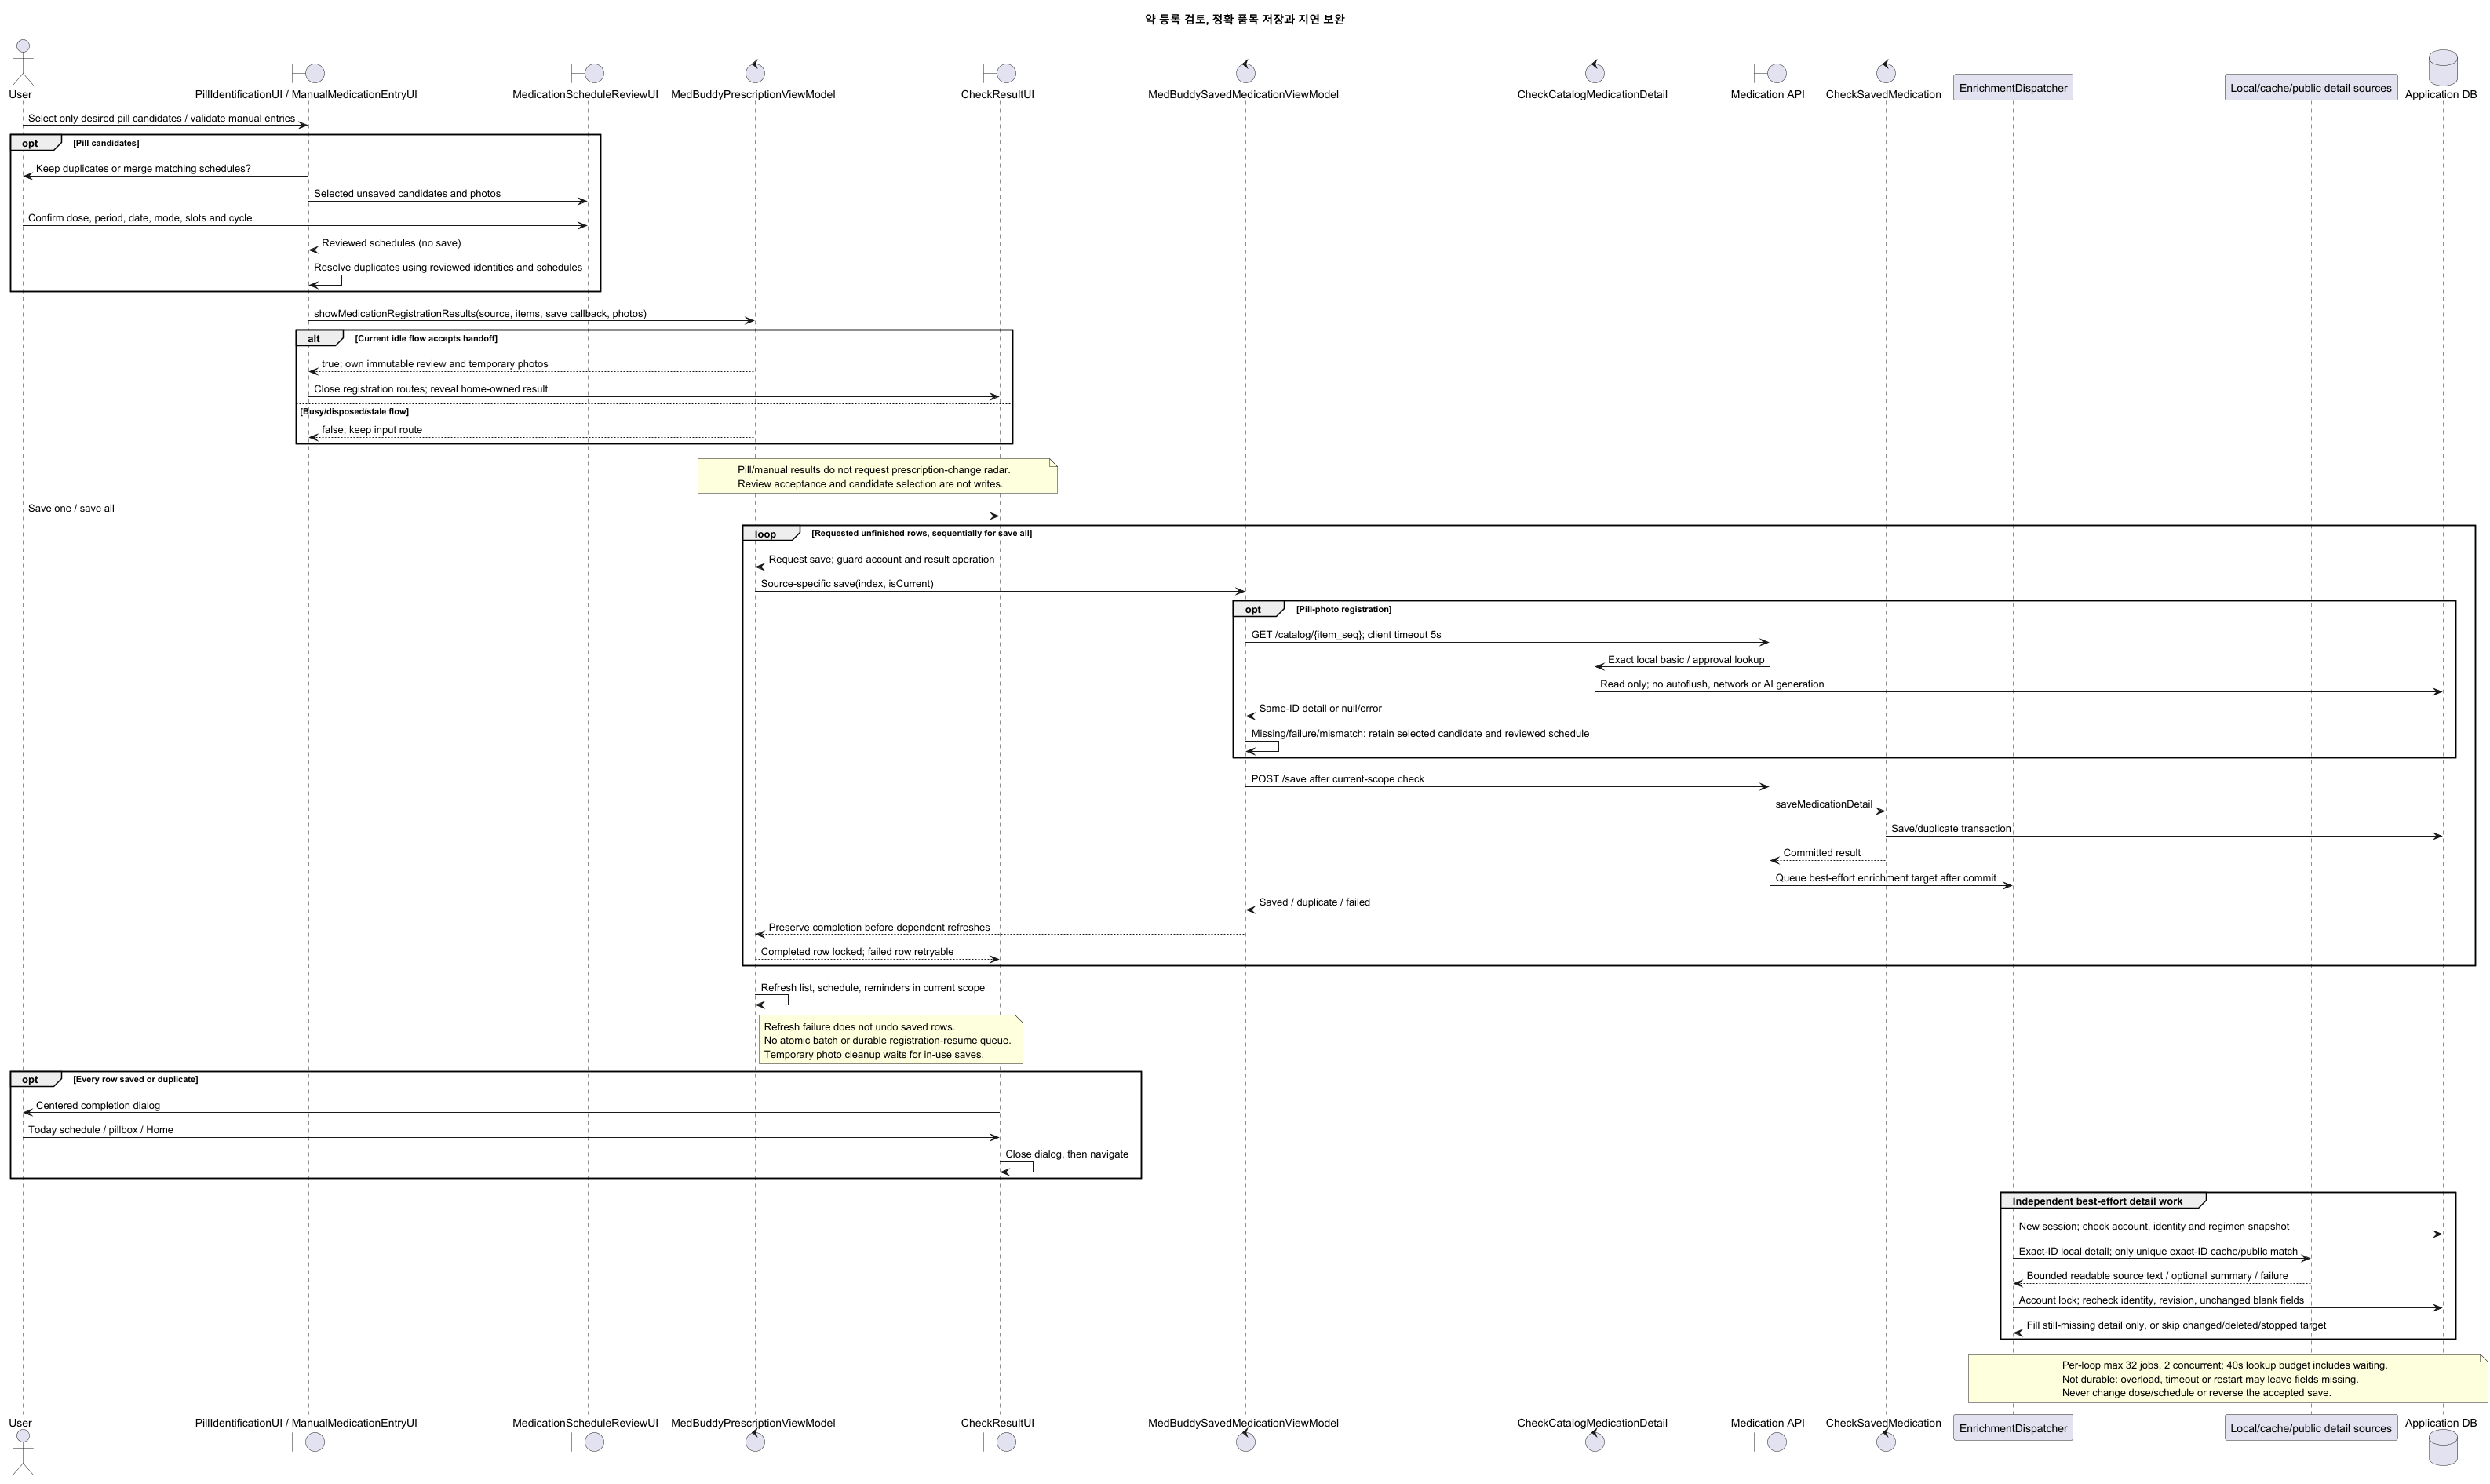 약 등록 검토, 정확 품목 저장과 지연 보완
User
PillIdentificationUI / ManualMedicationEntryUI
MedicationScheduleReviewUI
MedBuddyPrescriptionViewModel
CheckResultUI
MedBuddySavedMedicationViewModel
CheckCatalogMedicationDetail
Medication API
CheckSavedMedication
EnrichmentDispatcher
Local/cache/public detail sources
Application DB
Select only desired pill candidates / validate manual entries
opt [Pill candidates]
Keep duplicates or merge matching schedules?
Selected unsaved candidates and photos
Confirm dose, period, date, mode, slots and cycle
Reviewed schedules (no save)
Resolve duplicates using reviewed identities and schedules
showMedicationRegistrationResults(source, items, save callback, photos)
alt [Current idle flow accepts handoff]
true; own immutable review and temporary photos
Close registration routes; reveal home-owned result
[Busy/disposed/stale flow]
false; keep input route
Pill/manual results do not request prescription-change radar.
Review acceptance and candidate selection are not writes.
Save one / save all
loop [Requested unfinished rows, sequentially for save all]
Request save; guard account and result operation
Source-specific save(index, isCurrent)
opt [Pill-photo registration]
GET /catalog/{item_seq}; client timeout 5s
Exact local basic / approval lookup
Read only; no autoflush, network or AI generation
Same-ID detail or null/error
Missing/failure/mismatch: retain selected candidate and reviewed schedule
POST /save after current-scope check
saveMedicationDetail
Save/duplicate transaction
Committed result
Queue best-effort enrichment target after commit
Saved / duplicate / failed
Preserve completion before dependent refreshes
Completed row locked; failed row retryable
Refresh list, schedule, reminders in current scope
Refresh failure does not undo saved rows.
No atomic batch or durable registration-resume queue.
Temporary photo cleanup waits for in-use saves.
opt [Every row saved or duplicate]
Centered completion dialog
Today schedule / pillbox / Home
Close dialog, then navigate
Independent best-effort detail work
New session; check account, identity and regimen snapshot
Exact-ID local detail; only unique exact-ID cache/public match
Bounded readable source text / optional summary / failure
Account lock; recheck identity, revision, unchanged blank fields
Fill still-missing detail only, or skip changed/deleted/stopped target
Per-loop max 32 jobs, 2 concurrent; 40s lookup budget includes waiting.
Not durable: overload, timeout or restart may leave fields missing.
Never change dose/schedule or reverse the accepted save.
User
PillIdentificationUI / ManualMedicationEntryUI
MedicationScheduleReviewUI
MedBuddyPrescriptionViewModel
CheckResultUI
MedBuddySavedMedicationViewModel
CheckCatalogMedicationDetail
Medication API
CheckSavedMedication
EnrichmentDispatcher
Local/cache/public detail sources
Application DB